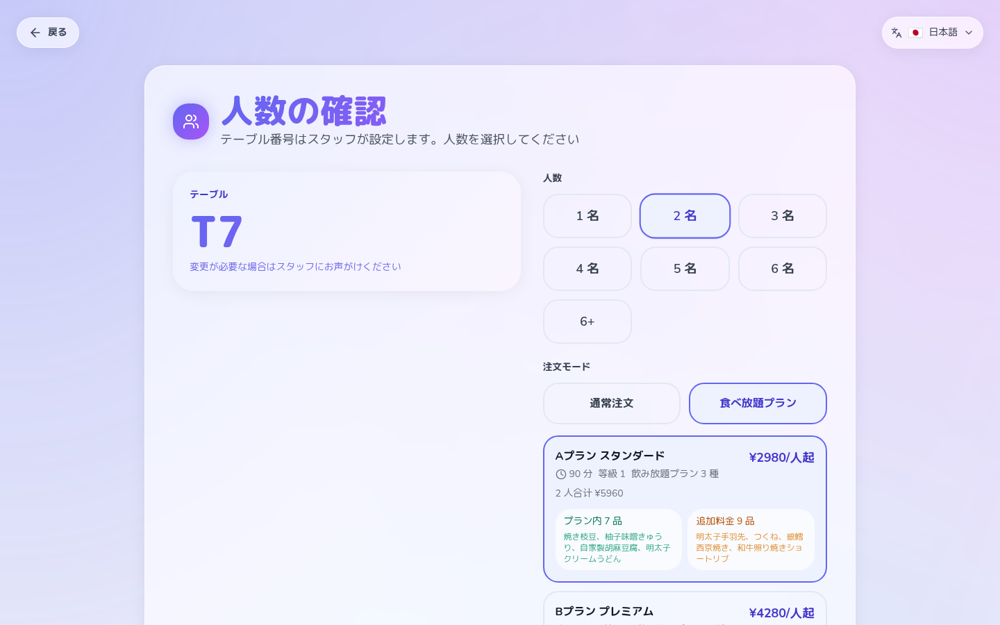 戻る
日本語
人数の確認
テーブル番号はスタッフが設定します。人数を選択してください
テーブル
T7
変更が必要な場合はスタッフにお声がけください
人数
1 名
2 名
3 名
4 名
5 名
6 名
6+
注文モード
通常注文
食べ放題プラン
Aプラン スタンダード
¥2980/人起
90 分 等級 1 飲み放題プラン 3 種
2 人合计 ¥5960
プラン内 7 品
焼き枝豆、柚子味噌きゅう
り、自家製胡麻豆腐、明太子
クリームうどん
追加料金 9 品
明太子手羽先、つくね、銀鱈
西京焼き、和牛照り焼きショ
ートリブ
Bプラン プレミアム
¥4280/人起